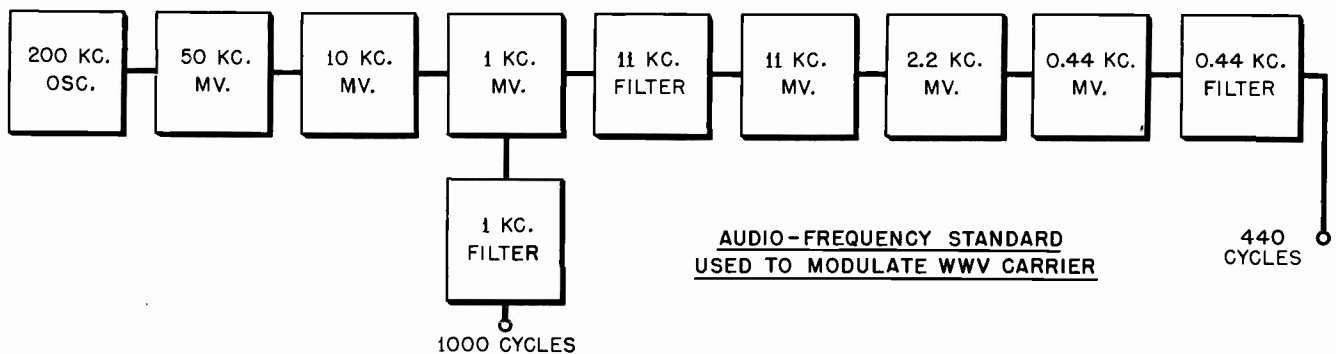 200 KC.
OSC.
50 KC.
MV.
10 KC.
MV.
1 KC.
MV.
11 KC.
FILTER
11 KC.
MV.
2.2 KC.
MV.
0.44 KC.
MV.
0.44 KC.
FILTER
1 KC.
FILTER
1000 CYCLES
AUDIO-FREQUENCY STANDARD
USED TO MODULATE WWV CARRIER
440
CYCLES